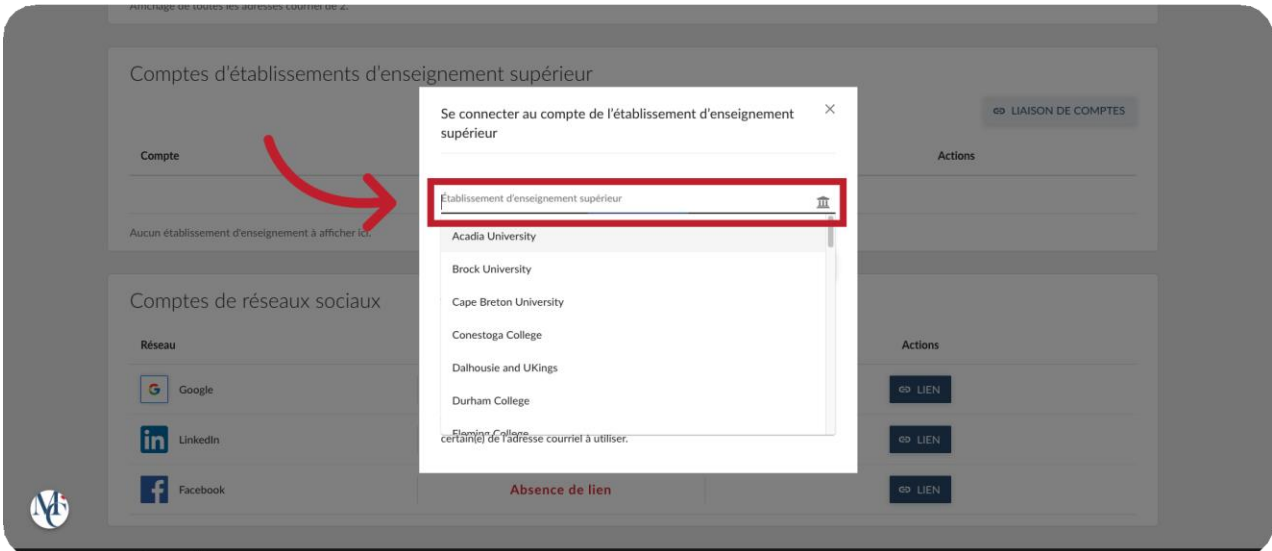 Affichage de toutes les adresses courriel de 2.
Comptes d'établissements d'enseignement supérieur
LIAISON DE COMPTES
Compte
Actions
Aucun établissement d'enseignement à afficher ici.
Se connecter au compte de l'établissement d'enseignement
supérieur
Établissement d'enseignement supérieur
Acadia University
Brock University
Cape Breton University
Conestoga College
Dalhousie and UKings
Durham College
Fleming College
certain(e) de l'adresse courriel à utiliser.
Comptes de réseaux sociaux
Réseau
Actions
Google
LIEN
LinkedIn
LIEN
Facebook
Absence de lien
LIEN